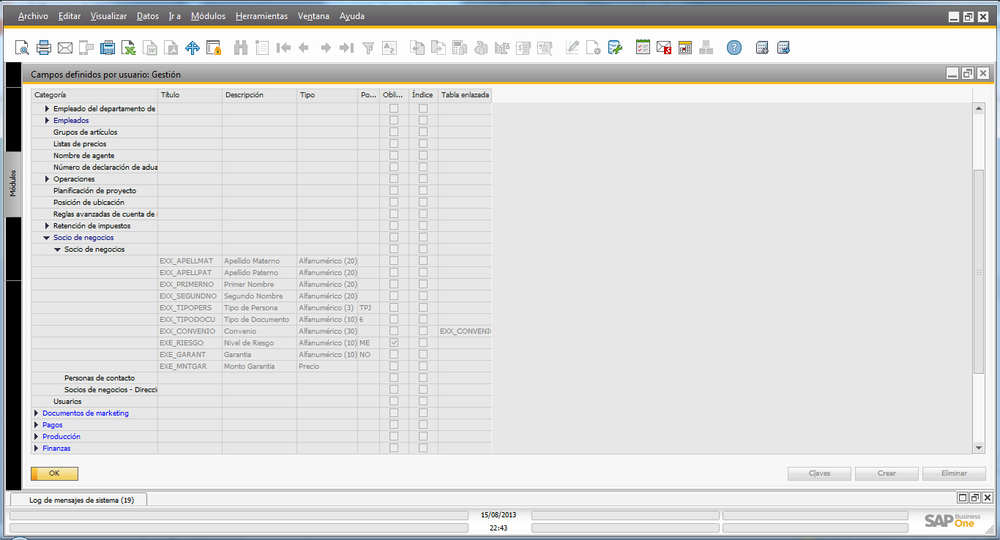 Archivo Editar Visualizar Datos Ir a Módulos Herramientas Ventana Ayuda
Campos definidos por usuario: Gestión
Módulos
Categoría Título Descripción Tipo Po... Obli... Índice Tabla enlazada
Empleado del departamento de
Empleados
Grupos de artículos
Listas de precios
Nombre de agente
Número de declaración de adua
Operaciones
Planificación de proyecto
Posición de ubicación
Reglas avanzadas de cuenta de
Retención de impuestos
Socio de negocios
Socio de negocios
EXX_APELLMAT Apellido Materno Alfanumérico (20)
EXX_APELLPAT Apellido Paterno Alfanumérico (20)
EXX_PRIMERNO Primer Nombre Alfanumérico (20)
EXX_SEGUNDNO Segundo Nombre Alfanumérico (20)
EXX_TIPOPERS Tipo de Persona Alfanumérico (3) TPJ
EXX_TIPODOCU Tipo de Documento Alfanumérico (10) 6
EXX_CONVENIO Convenio Alfanumérico (30) EXX_CONVENI
EXE_RIESGO Nivel de Riesgo Alfanumérico (10) ME
EXE_GARANT Garantia Alfanumérico (10) NO
EXE_MNTGAR Monto Garantia Precio
Personas de contacto
Socios de negocios - Direcci
Usuarios
Documentos de marketing
Pagos
Producción
Finanzas
OK Claves Crear Eliminar
Log de mensajes de sistema (19)
15/08/2013
22:43
SAP Business One